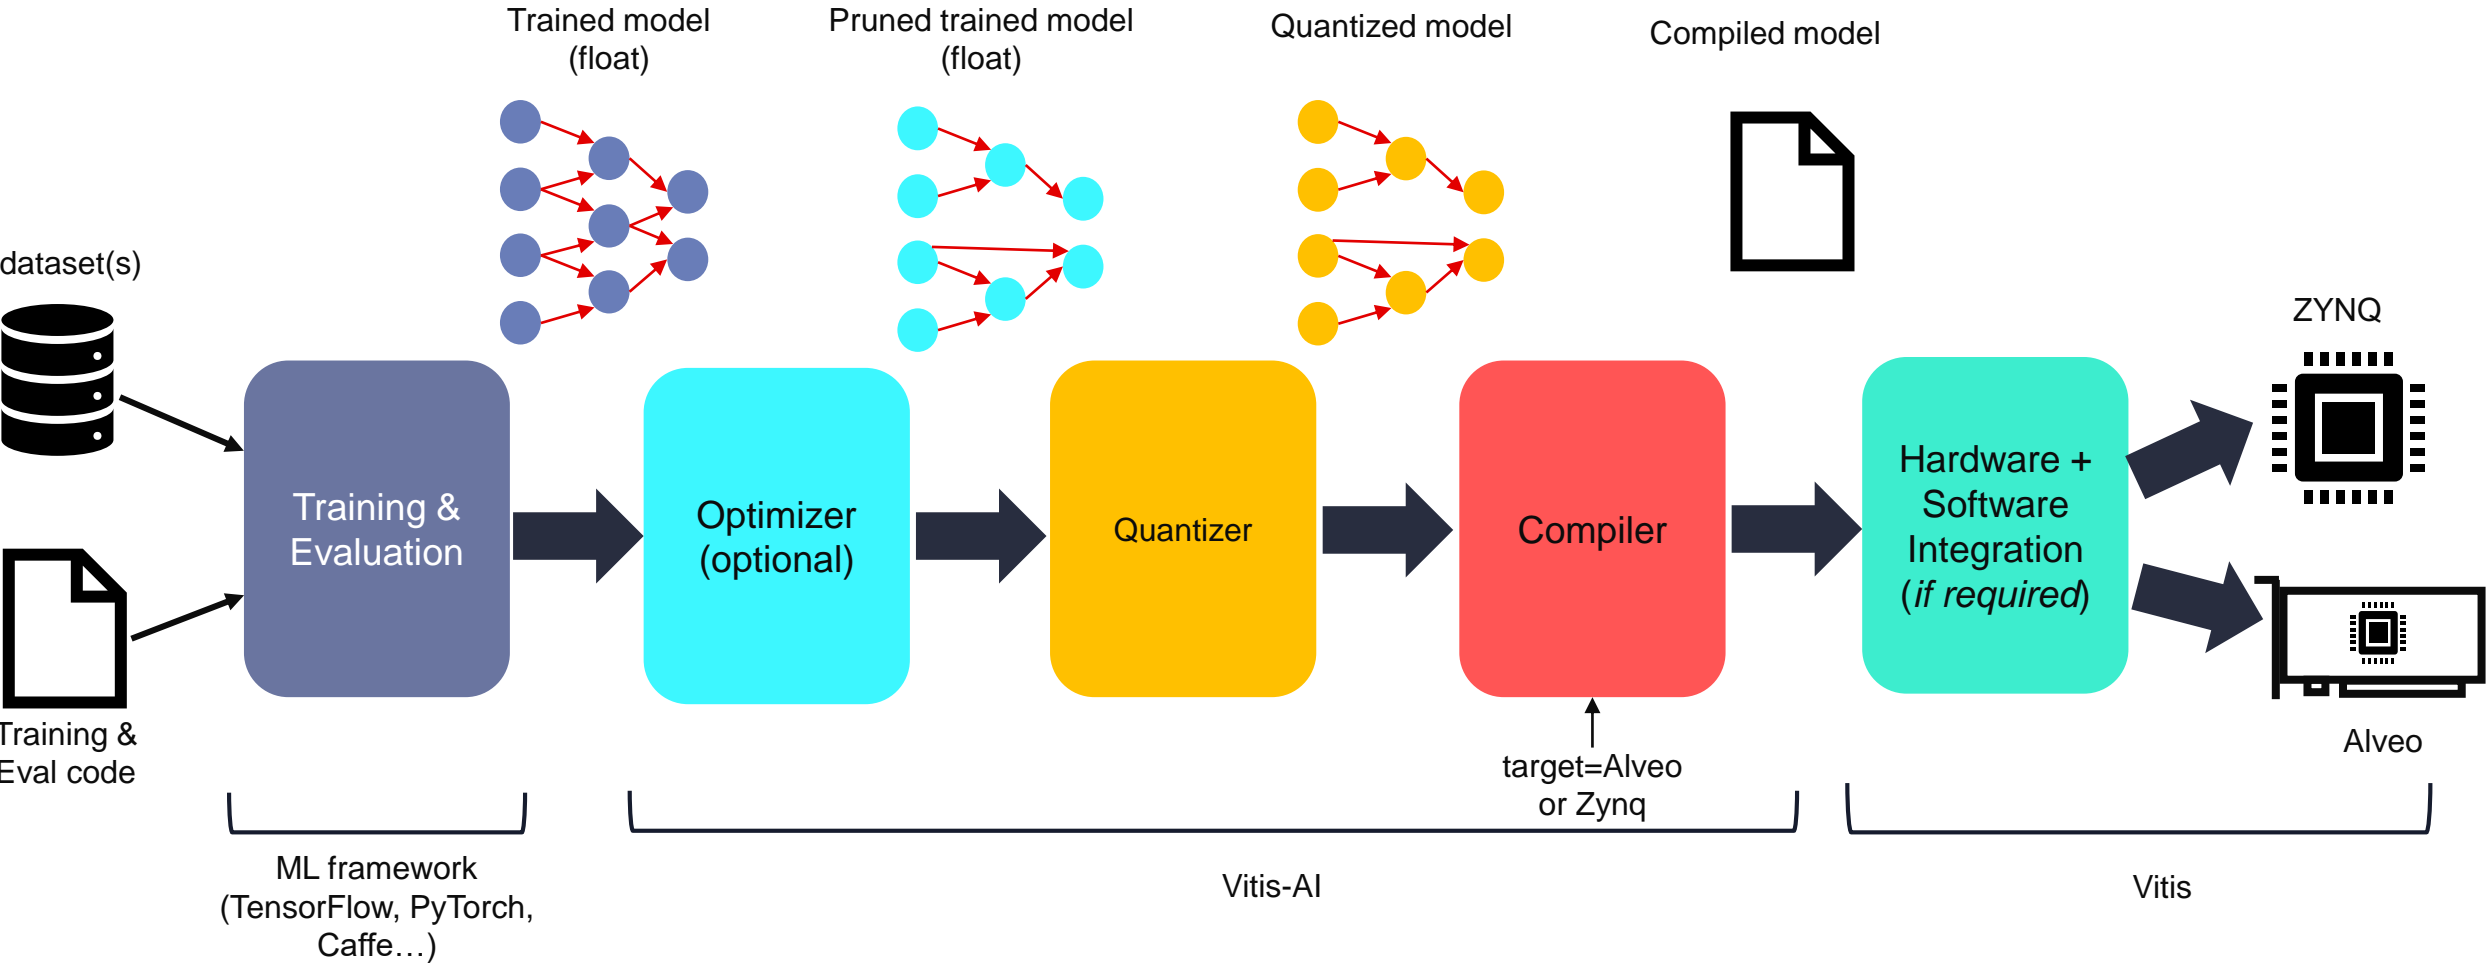 Trained model
(float)
Pruned trained model
(float)
Quantized model
Compiled model
dataset(s)
Training &
Eval code
Training &
Evaluation
Optimizer
(optional)
Quantizer
Compiler
Hardware +
Software
Integration
(if required)
ZYNQ
Alveo
target=Alveo
or Zynq
ML framework
(TensorFlow, PyTorch,
Caffe…)
Vitis-AI
Vitis